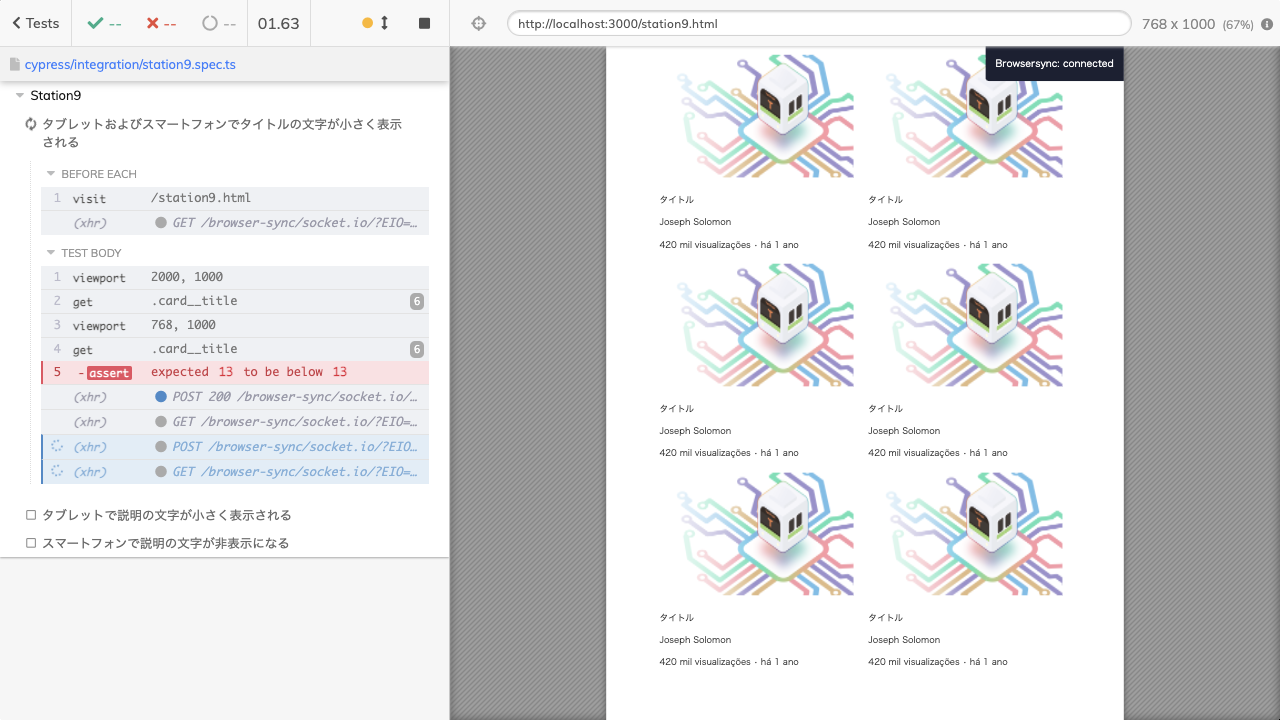 Tests
--
--
--
01.63
http://localhost:3000/station9.html
768 x 1000 (67%)
cypress/integration/station9.spec.ts
Station9
タブレットおよびスマートフォンでタイトルの文字が小さく表示
される
BEFORE EACH
1 visit /station9.html
(xhr) GET /browser-sync/socket.io/?EIO=…
TEST BODY
1 viewport 2000, 1000
2 get .card__title 6
3 viewport 768, 1000
4 get .card__title 6
5 -assert expected 13 to be below 13
(xhr) POST 200 /browser-sync/socket.io/…
(xhr) GET /browser-sync/socket.io/?EIO=…
(xhr) POST /browser-sync/socket.io/?EIO…
(xhr) GET /browser-sync/socket.io/?EIO=…
タブレットで説明の文字が小さく表示される
スマートフォンで説明の文字が非表示になる
Browsersync: connected
タイトル
Joseph Solomon
420 mil visualizações · há 1 ano
タイトル
Joseph Solomon
420 mil visualizações · há 1 ano
タイトル
Joseph Solomon
420 mil visualizações · há 1 ano
タイトル
Joseph Solomon
420 mil visualizações · há 1 ano
タイトル
Joseph Solomon
420 mil visualizações · há 1 ano
タイトル
Joseph Solomon
420 mil visualizações · há 1 ano